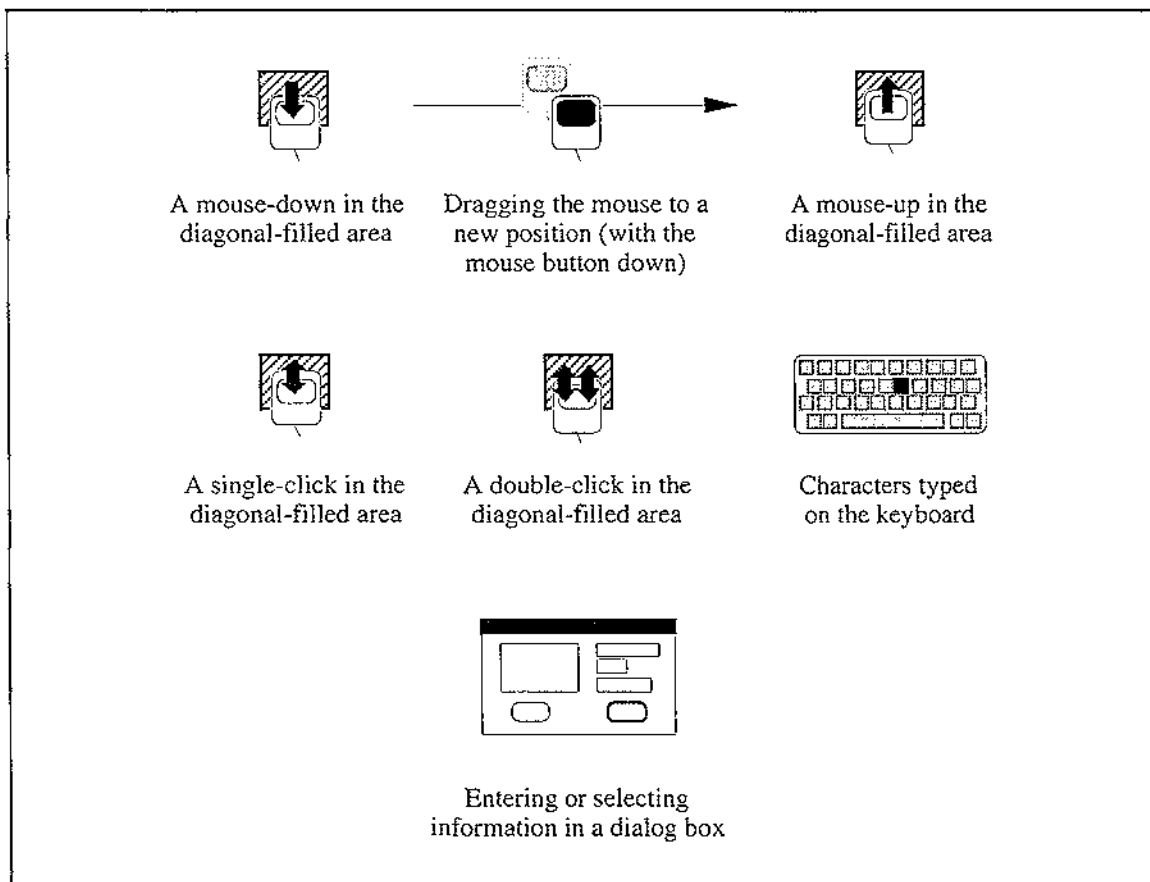 A mouse-down in the
diagonal-filled area
Dragging the mouse to a
new position (with the
mouse button down)
A mouse-up in the
diagonal-filled area
A single-click in the
diagonal-filled area
A double-click in the
diagonal-filled area
Characters typed
on the keyboard
Entering or selecting
information in a dialog box